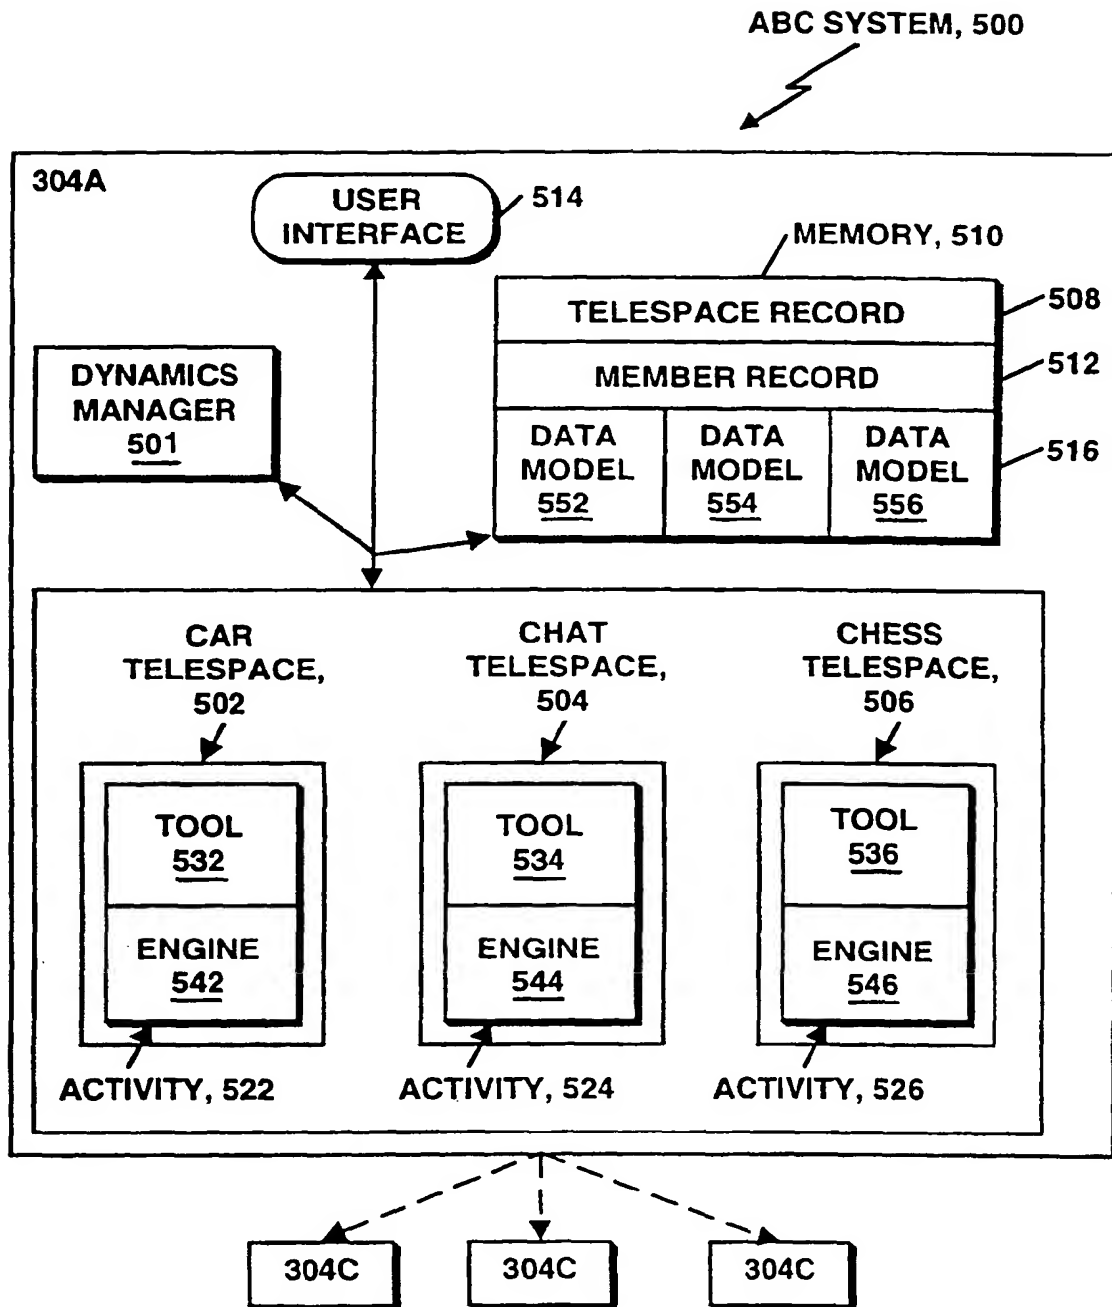 ABC SYSTEM, 500
304A
USER
INTERFACE
514
MEMORY, 510
TELESPACE RECORD
508
MEMBER RECORD
512
DYNAMICS
MANAGER
501
DATA
MODEL
552
DATA
MODEL
554
DATA
MODEL
556
516
CAR
TELESPACE,
502
CHAT
TELESPACE,
504
CHESS
TELESPACE,
506
TOOL
532
ENGINE
542
TOOL
534
ENGINE
544
TOOL
536
ENGINE
546
ACTIVITY, 522
ACTIVITY, 524
ACTIVITY, 526
304C
304C
304C